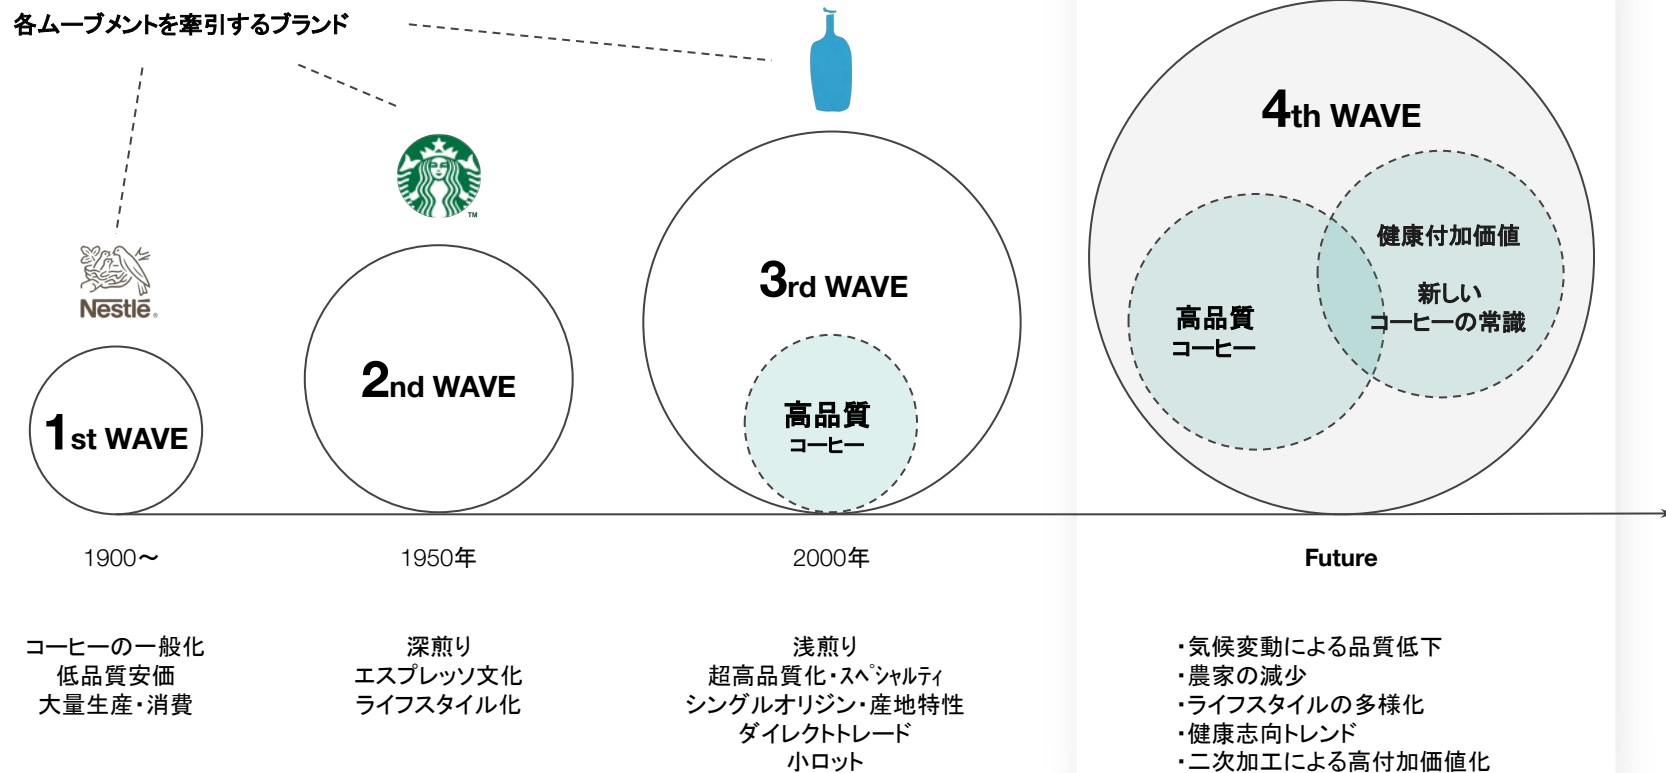 各ムーブメントを牽引するブランド
Nestlé®
1st WAVE
TM
2nd WAVE
3rd WAVE
高品質
コーヒー
4th WAVE
高品質
コーヒー
健康付加価値
新しい
コーヒーの常識
1900〜
1950年
2000年
Future
コーヒーの一般化
低品質安価
大量生産・消費
深煎り
エスプレッソ文化
ライフスタイル化
浅煎り
超高品質化・スペシャルティ
シングルオリジン・産地特性
ダイレクトトレード
小ロット
・気候変動による品質低下
・農家の減少
・ライフスタイルの多様化
・健康志向トレンド
・二次加工による高付加価値化